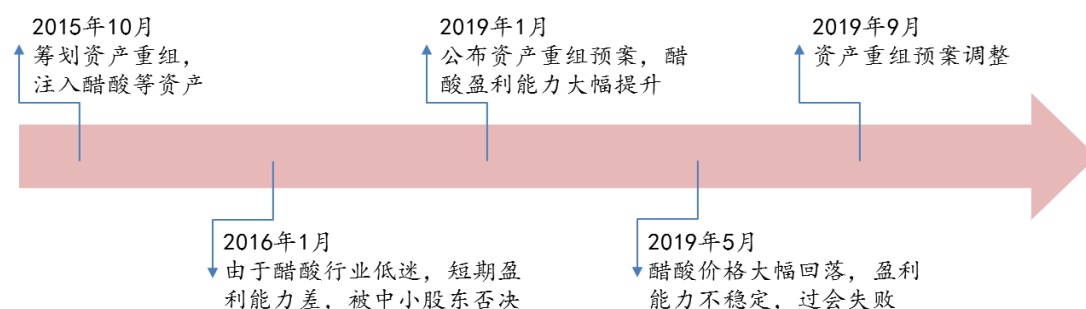 2015年10月
筹划资产重组，
注入醋酸等资产
2019年1月
公布资产重组预案，醋
酸盈利能力大幅提升
2019年9月
资产重组预案调整
2016年1月
由于醋酸行业低迷，短期盈
利能力差，被中小股东否决
2019年5月
醋酸价格大幅回落，盈利
能力不稳定，过会失败